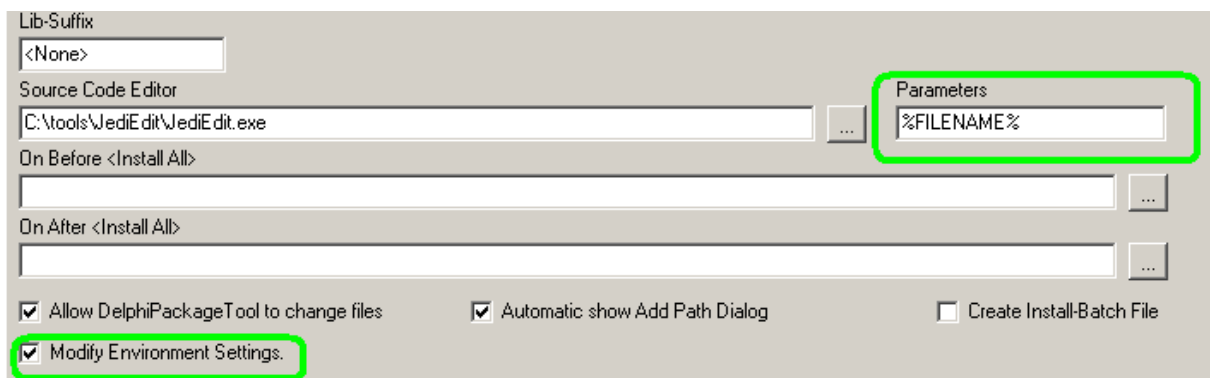 Lib-Suffix
<None>
Source Code Editor Parameters
C:\tools\JediEdit\JediEdit.exe ... %FILENAME%
On Before <Install All>
...
On After <Install All>
...
Allow DelphiPackageTool to change files Automatic show Add Path Dialog Create Install-Batch File
Modify Environment Settings.